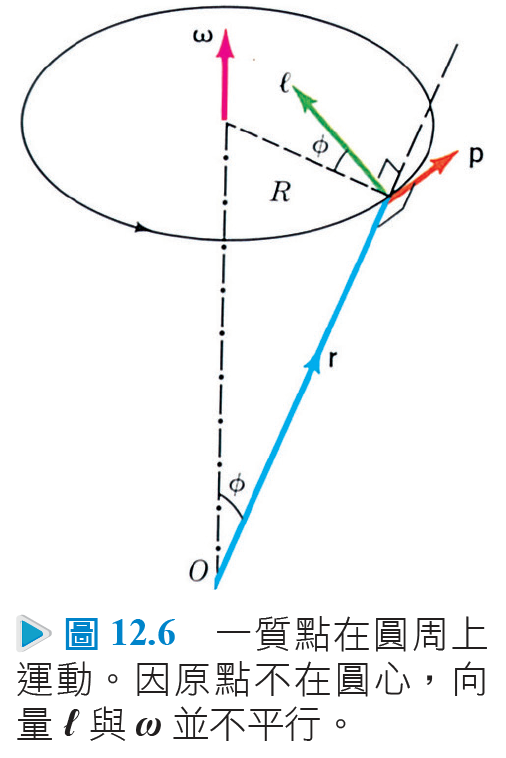 ω
ℓ
ϕ
p
R
r
ϕ
O
圖 12.6 一質點在圓周上
運動。因原點不在圓心，向
量 ℓ 與 ω 並不平行。